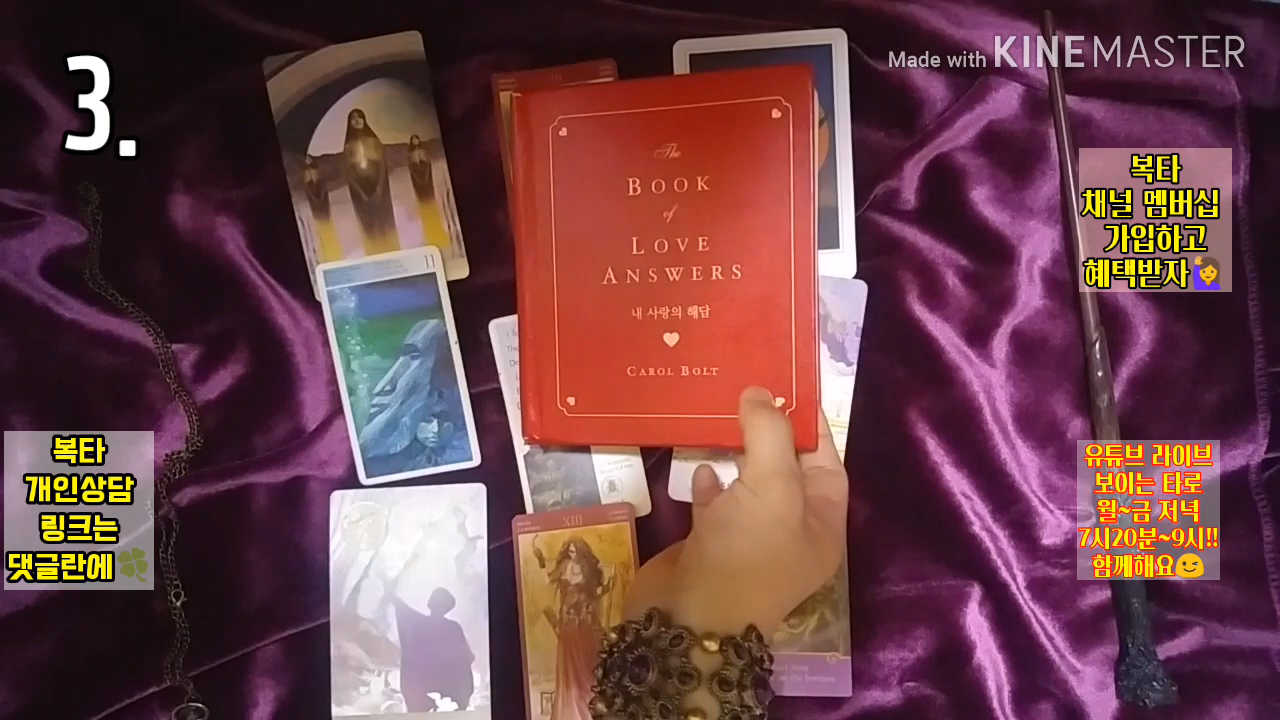 3.
Made with KINEMASTER
The
BOOK
of
LOVE
ANSWERS
내 사랑의 해답
CAROL BOLT
11
XIII
복타
채널 멤버십
가입하고
혜택받자🙋‍♀️
복타
개인상담
링크는
댓글란에🍀
유튜브 라이브
보이는 타로
월~금 저녁
7시20분~9시!!
함께해요😉